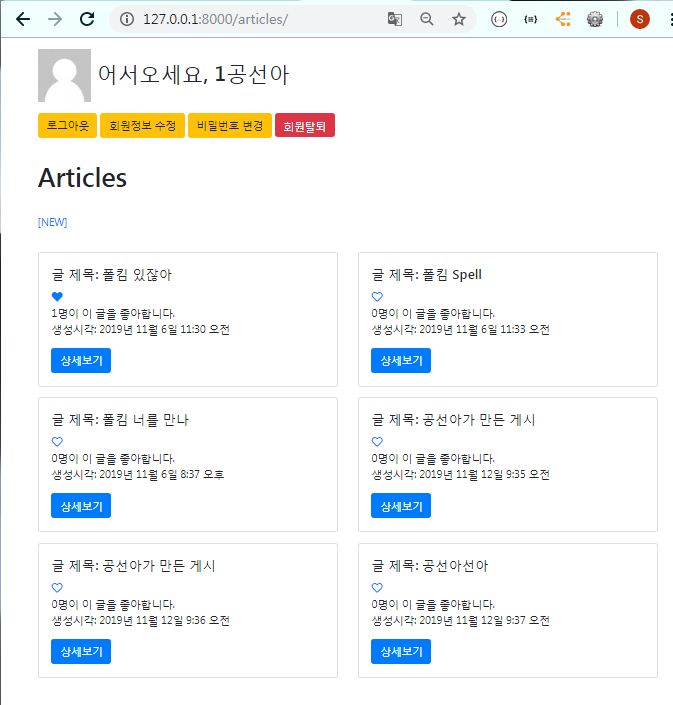 127.0.0.1:8000/articles/
S
어서오세요, 1공선아
로그아웃 회원정보 수정 비밀번호 변경 회원탈퇴
Articles
[NEW]
글 제목: 폴킴 있잖아
1명이 이 글을 좋아합니다.
생성시각: 2019년 11월 6일 11:30 오전
상세보기
글 제목: 폴킴 Spell
0명이 이 글을 좋아합니다.
생성시각: 2019년 11월 6일 11:33 오전
상세보기
글 제목: 폴킴 너를 만나
0명이 이 글을 좋아합니다.
생성시각: 2019년 11월 6일 8:37 오후
상세보기
글 제목: 공선아가 만든 게시
0명이 이 글을 좋아합니다.
생성시각: 2019년 11월 12일 9:35 오전
상세보기
글 제목: 공선아가 만든 게시
0명이 이 글을 좋아합니다.
생성시각: 2019년 11월 12일 9:36 오전
상세보기
글 제목: 공선아선아
0명이 이 글을 좋아합니다.
생성시각: 2019년 11월 12일 9:37 오전
상세보기